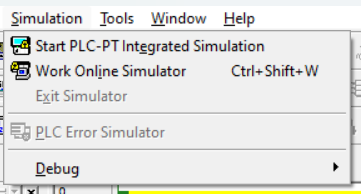 Simulation Tools Window Help
Start PLC-PT Integrated Simulation
Work Online Simulator Ctrl+Shift+W
Exit Simulator
PLC Error Simulator
Debug
0